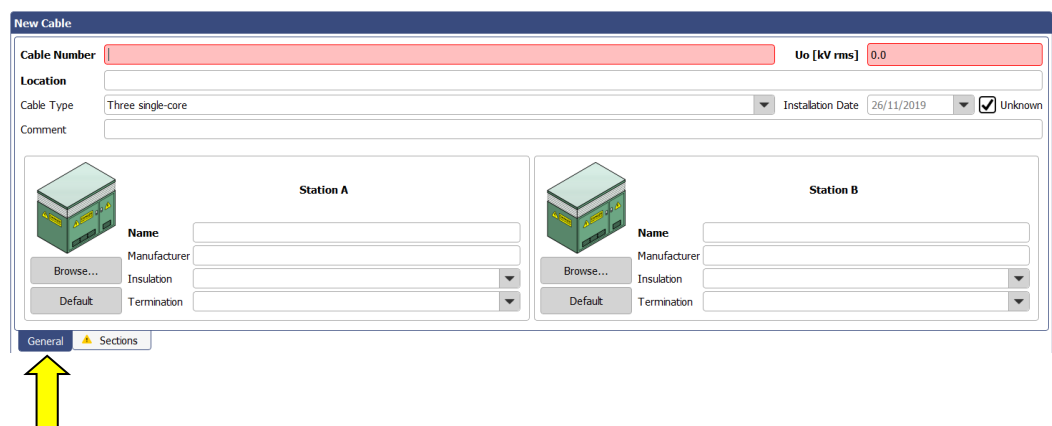 New Cable
Cable Number Uo [kV rms] 0.0
Location
Cable Type Three single-core Installation Date 26/11/2019 Unknown
Comment
Station A Station B
Name Name
Manufacturer Manufacturer
Browse... Insulation Browse... Insulation
Default Termination Default Termination
General Sections